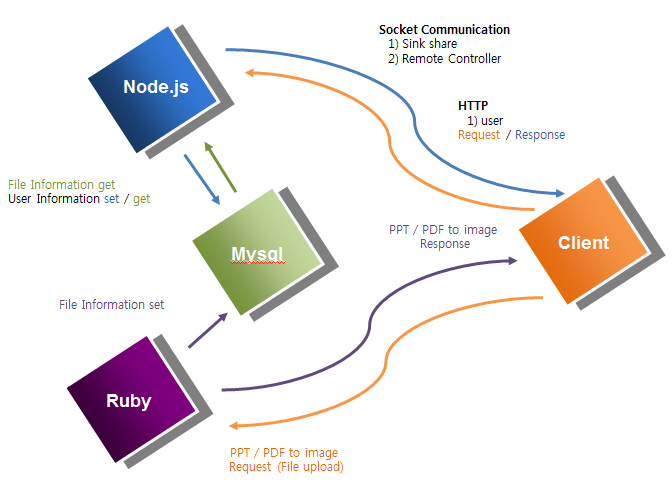 Socket Communication
1) Sink share
2) Remote Controller
Node.js
HTTP
1) user
Request / Response
File Information get
User Information set / get
Mysql
PPT / PDF to image
Response
Client
File Information set
Ruby
PPT / PDF to image
Request (File upload)